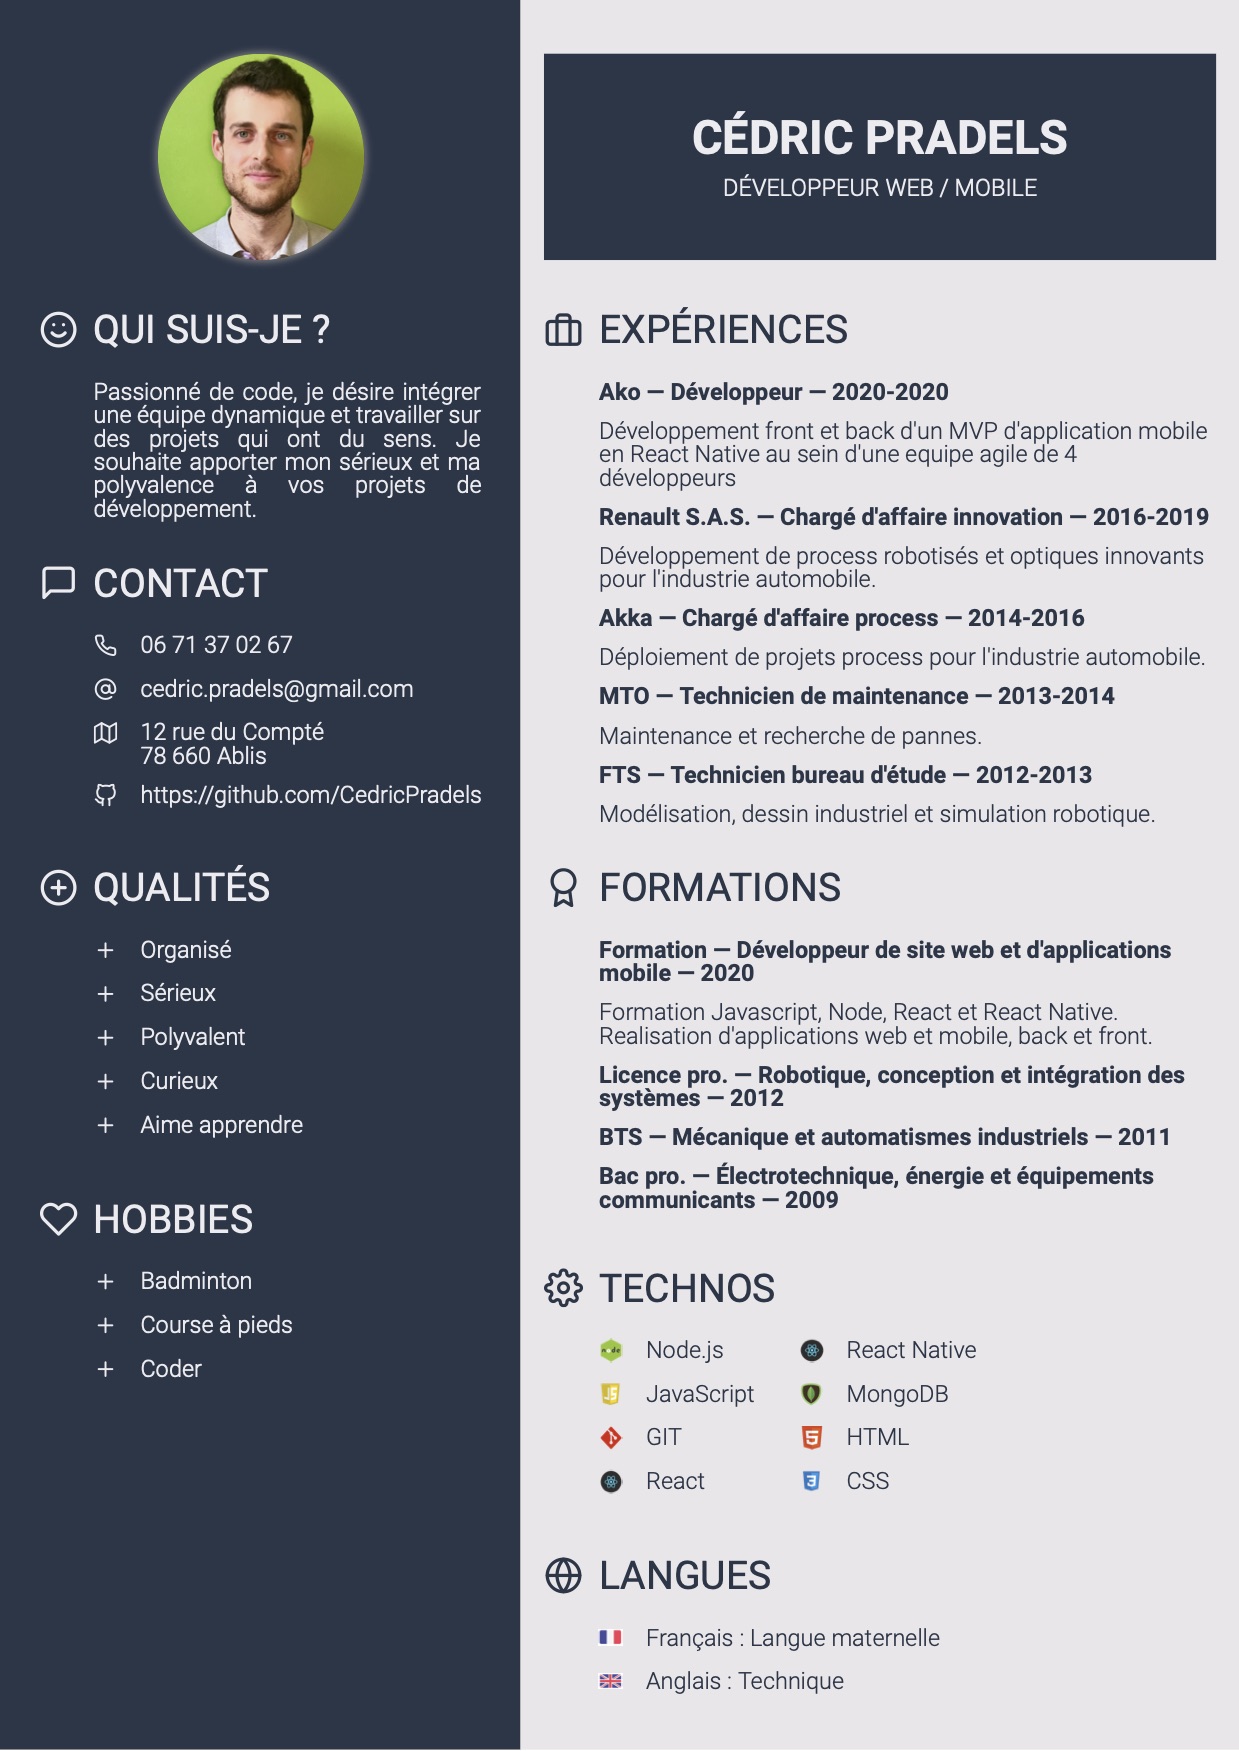 QUI SUIS-JE ?
Passionné de code, je désire intégrer
une équipe dynamique et travailler sur
des projets qui ont du sens. Je
souhaite apporter mon sérieux et ma
polyvalence à vos projets de
développement.
CONTACT
06 71 37 02 67
cedric.pradels@gmail.com
12 rue du Compté
78 660 Ablis
https://github.com/CedricPradels
QUALITÉS
Organisé
Sérieux
Polyvalent
Curieux
Aime apprendre
HOBBIES
Badminton
Course à pieds
Coder
CÉDRIC PRADELS
DÉVELOPPEUR WEB / MOBILE
EXPÉRIENCES
Ako — Développeur — 2020-2020
Développement front et back d'un MVP d'application mobile
en React Native au sein d'une equipe agile de 4
développeurs
Renault S.A.S. — Chargé d'affaire innovation — 2016-2019
Développement de process robotisés et optiques innovants
pour l'industrie automobile.
Akka — Chargé d'affaire process — 2014-2016
Déploiement de projets process pour l'industrie automobile.
MTO — Technicien de maintenance — 2013-2014
Maintenance et recherche de pannes.
FTS — Technicien bureau d'étude — 2012-2013
Modélisation, dessin industriel et simulation robotique.
FORMATIONS
Formation — Développeur de site web et d'applications
mobile — 2020
Formation Javascript, Node, React et React Native.
Realisation d'applications web et mobile, back et front.
Licence pro. — Robotique, conception et intégration des
systèmes — 2012
BTS — Mécanique et automatismes industriels — 2011
Bac pro. — Électrotechnique, énergie et équipements
communicants — 2009
TECHNOS
Node.js
React Native
JavaScript
MongoDB
GIT
HTML
React
CSS
LANGUES
Français : Langue maternelle
Anglais : Technique